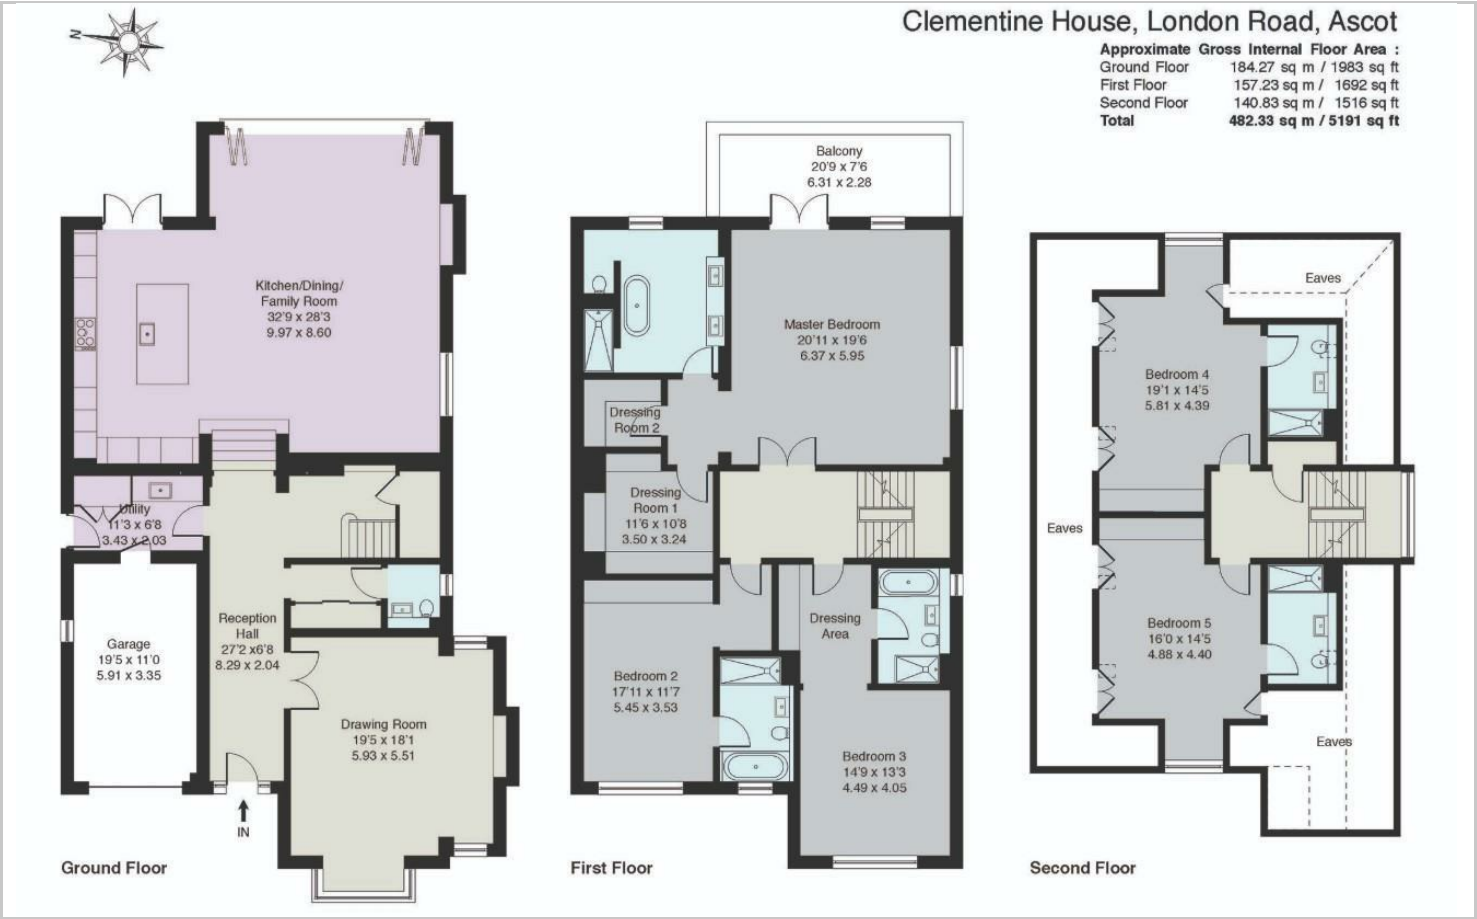 N
Clementine House, London Road, Ascot
Approximate Gross Internal Floor Area :
Ground Floor 184.27 sq m / 1983 sq ft
First Floor 157.23 sq m / 1692 sq ft
Second Floor 140.83 sq m / 1516 sq ft
Total 482.33 sq m / 5191 sq ft
Kitchen/Dining/
Family Room
32'9 x 28'3
9.97 x 8.60
Utility
11'3 x 6'8
3.43 x 2.03
Garage
19'5 x 11'0
5.91 x 3.35
Reception
Hall
27'2 x6'8
8.29 x 2.04
Drawing Room
19'5 x 18'1
5.93 x 5.51
IN
Ground Floor
Balcony
20'9 x 7'6
6.31 x 2.28
Master Bedroom
20'11 x 19'6
6.37 x 5.95
Dressing
Room 2
Dressing
Room 1
11'6 x 10'8
3.50 x 3.24
Dressing
Area
Bedroom 2
17'11 x 11'7
5.45 x 3.53
Bedroom 3
14'9 x 13'3
4.49 x 4.05
First Floor
Eaves
Bedroom 4
19'1 x 14'5
5.81 x 4.39
Eaves
Bedroom 5
16'0 x 14'5
4.88 x 4.40
Eaves
Second Floor